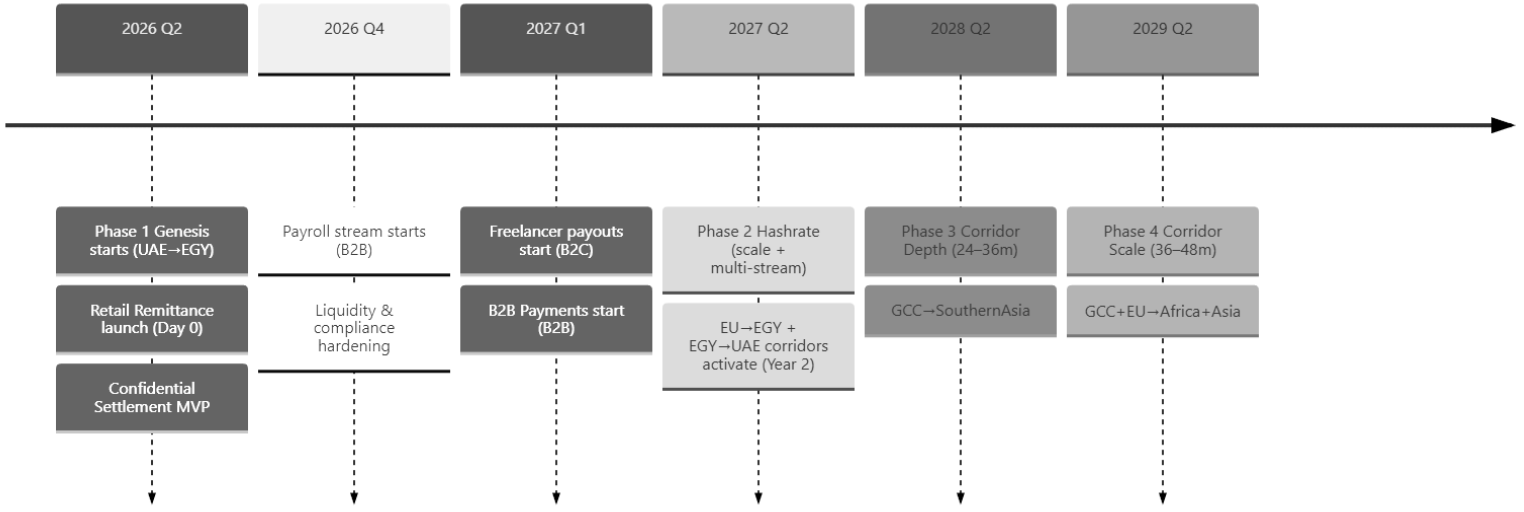 2026 Q2
2026 Q4
2027 Q1
2027 Q2
2028 Q2
2029 Q2
Phase 1 Genesis
starts (UAE→EGY)
Retail Remittance
launch (Day 0)
Confidential
Settlement MVP
Payroll stream starts
(B2B)
Liquidity &
compliance
hardening
Freelancer payouts
start (B2C)
B2B Payments start
(B2B)
Phase 2 Hashrate
(scale +
multi-stream)
EU→EGY +
EGY→UAE corridors
activate (Year 2)
Phase 3 Corridor
Depth (24–36m)
GCC→SouthernAsia
Phase 4 Corridor
Scale (36–48m)
GCC+EU→Africa+Asia